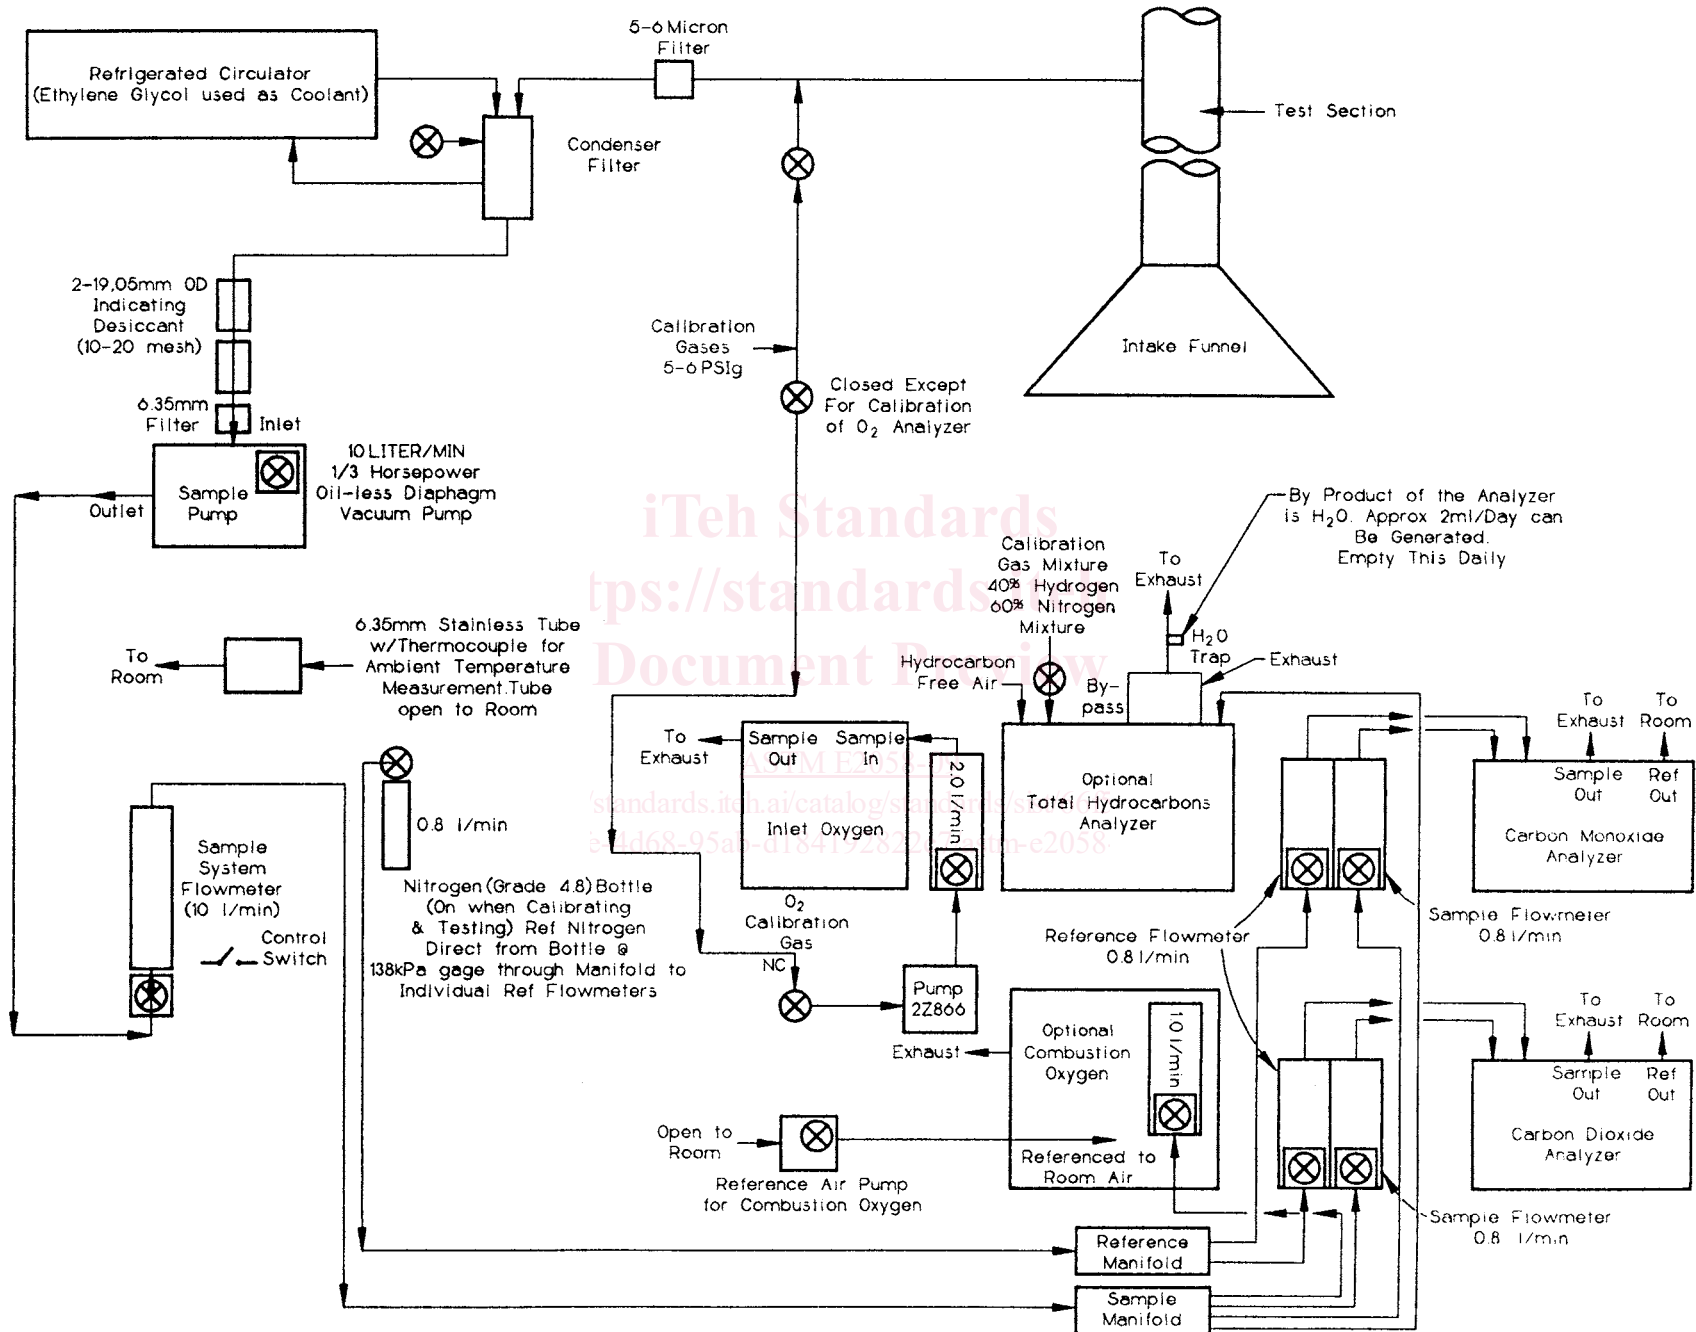 5-6 Micron
Filter
Refrigerated Circulator
(Ethylene Glycol used as Coolant)
Condenser
Filter
Test Section
Intake Funnel
2-19,05mm OD
Indicating
Desiccant
(10-20 mesh)
6.35mm
Filter
Inlet
Sample
Pump
Outlet
10 LITER/MIN
1/3 Horsepower
Oil-less Diaphagm
Vacuum Pump
Calibration
Gases
5-6 PSIg
Closed Except
For Calibration
of O2 Analyzer
iTeh Standards
tps://standards.iteh
Document Preview
By Product of the Analyzer
is H2O. Approx 2ml/Day can
Be Generated.
Empty This Daily
Calibration
Gas Mixture
40% Hydrogen
60% Nitrogen
Mixture
To
Exhaust
H2O
Trap
Exhaust
Hydrocarbon
Free Air
By-
pass
To
Room
6.35mm Stainless Tube
w/Thermocouple for
Ambient Temperature
Measurement.Tube
open to Room
To
Exhaust
Sample
Out
Sample
In
Inlet Oxygen
2.0 l/min
Optional
Total Hydrocarbons
Analyzer
To
Exhaust
To
Room
Sample
Out
Ref
Out
Carbon Monoxide
Analyzer
0.8 l/min
Sample
System
Flowmeter
(10 l/min)
Control
Switch
Nitrogen (Grade 4.8) Bottle
(On when Calibrating
& Testing) Ref Nitrogen
Direct from Bottle @
138kPa gage through Manifold to
Individual Ref Flowmeters
O2
Calibration
Gas
NC
Pump
2Z866
Reference Flowmeter
0.8 l/min
Sample Flowmeter
0.8 l/min
Exhaust
Optional
Combustion
Oxygen
Referenced to
Room Air
To
Exhaust
To
Room
Sample
Out
Ref
Out
Carbon Dioxide
Analyzer
Open to
Room
Reference Air Pump
for Combustion Oxygen
Sample Flowmeter
0.8 l/min
Reference
Manifold
Sample
Manifold